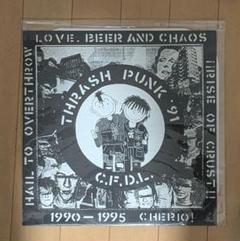 LOVE. BEER AND CHAOS
HAIL TO OVERTHROW
THRASH PUNK '91
C.F.D.L.
RISE OF CRUST!!
1990-1995 CHERIO!